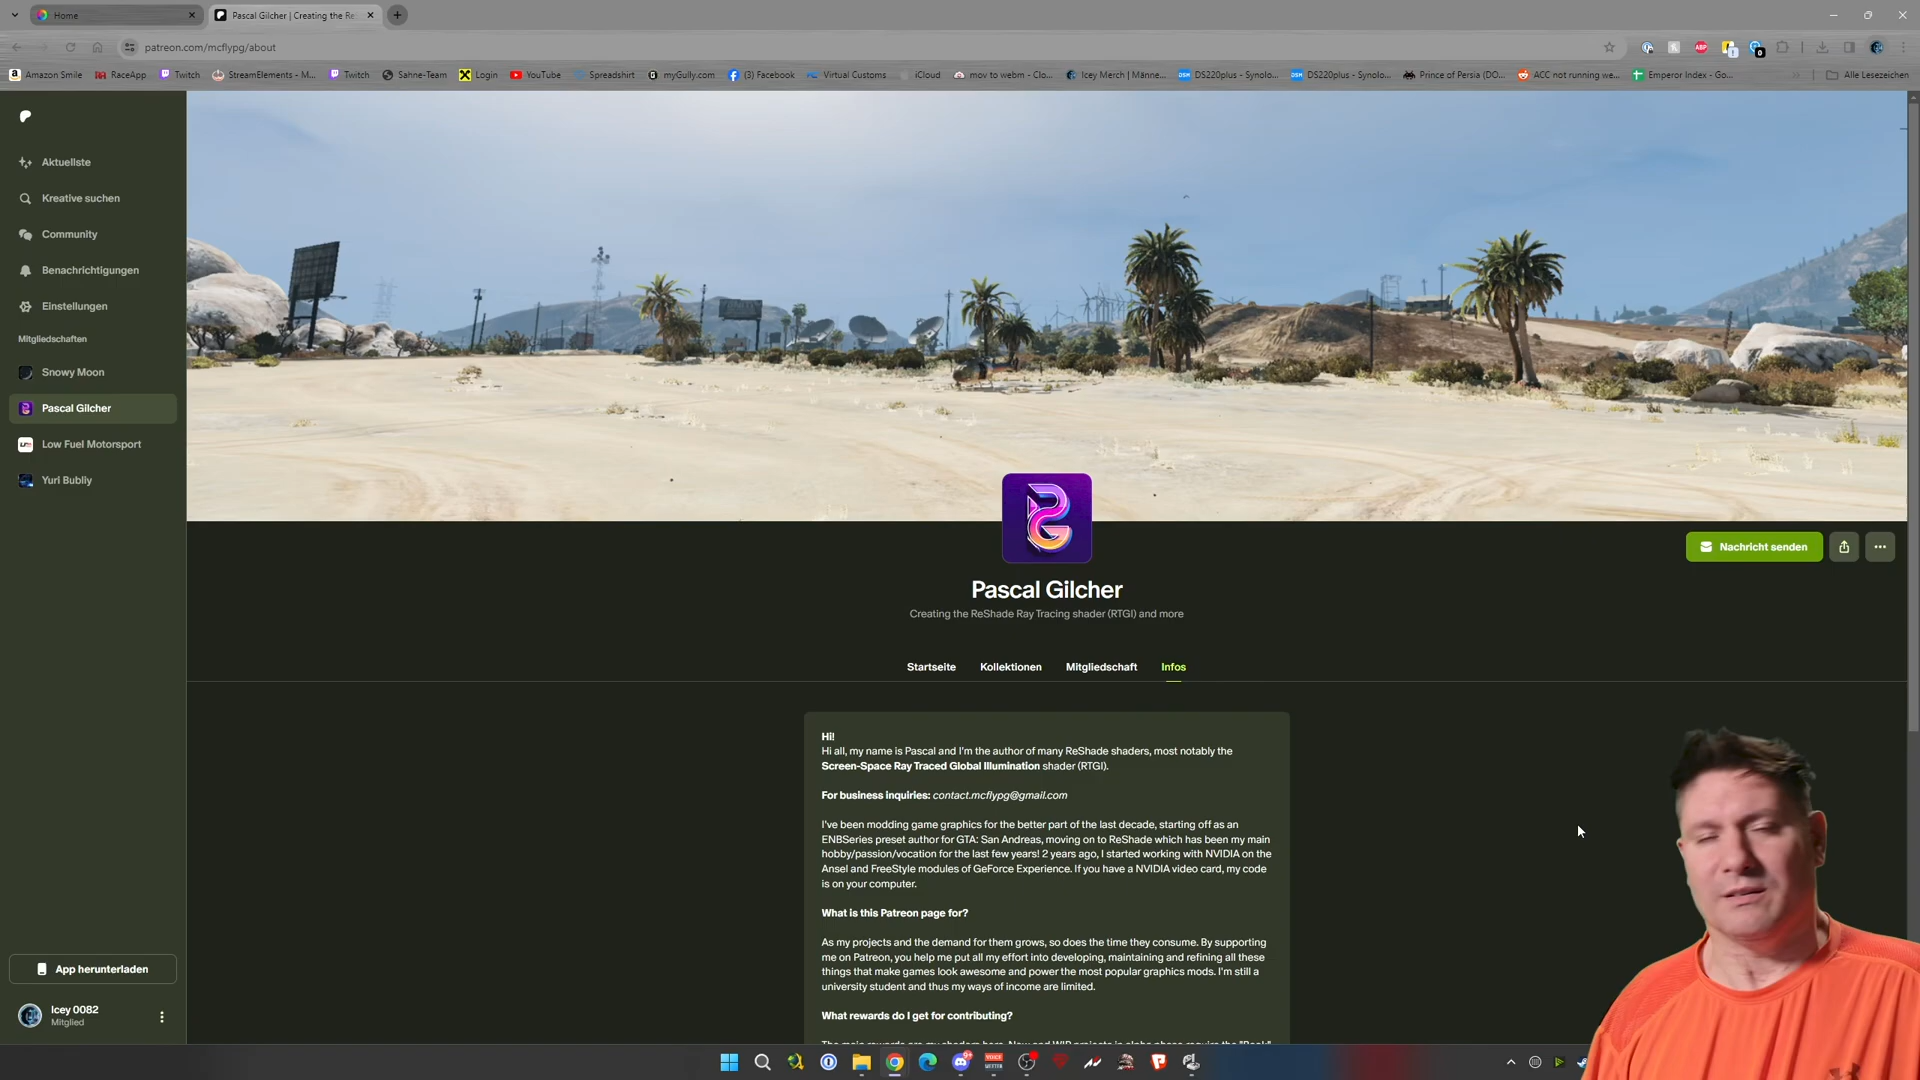 Home
Pascal Gilcher | Creating the Re
patreon.com/mcflypg/about
Amazon Smile
RaceApp
Twitch
StreamElements - M...
Twitch
Sahne-Team
Login
YouTube
Spreadshirt
myGully.com
(3) Facebook
Virtual Customs
iCloud
mov to webm - Clo...
Icey Merch | Männe...
DS220plus - Synolo...
DS220plus - Synolo...
Prince of Persia (DO...
ACC not running we...
Emperor Index - Go...
Alle Lesezeichen
Aktuellste
Kreative suchen
Community
Benachrichtigungen
Einstellungen
Mitgliedschaften
Snowy Moon
Pascal Gilcher
Low Fuel Motorsport
Yuri Bubliy
App herunterladen
Icey 0082
Mitglied
Nachricht senden
Pascal Gilcher
Creating the ReShade Ray Tracing shader (RTGI) and more
Startseite
Kollektionen
Mitgliedschaft
Infos
Hi!
Hi all, my name is Pascal and I'm the author of many ReShade shaders, most notably the
Screen-Space Ray Traced Global Illumination shader (RTGI).
For business inquiries: contact.mcflypg@gmail.com
I've been modding game graphics for the better part of the last decade, starting off as an
ENBSeries preset author for GTA: San Andreas, moving on to ReShade which has been my main
hobby/passion/vocation for the last few years! 2 years ago, I started working with NVIDIA on the
Ansel and FreeStyle modules of GeForce Experience. If you have a NVIDIA video card, my code
is on your computer.
What is this Patreon page for?
As my projects and the demand for them grows, so does the time they consume. By supporting
me on Patreon, you help me put all my effort into developing, maintaining and refining all these
things that make games look awesome and power the most popular graphics mods. I'm still a
university student and thus my ways of income are limited.
What rewards do I get for contributing?